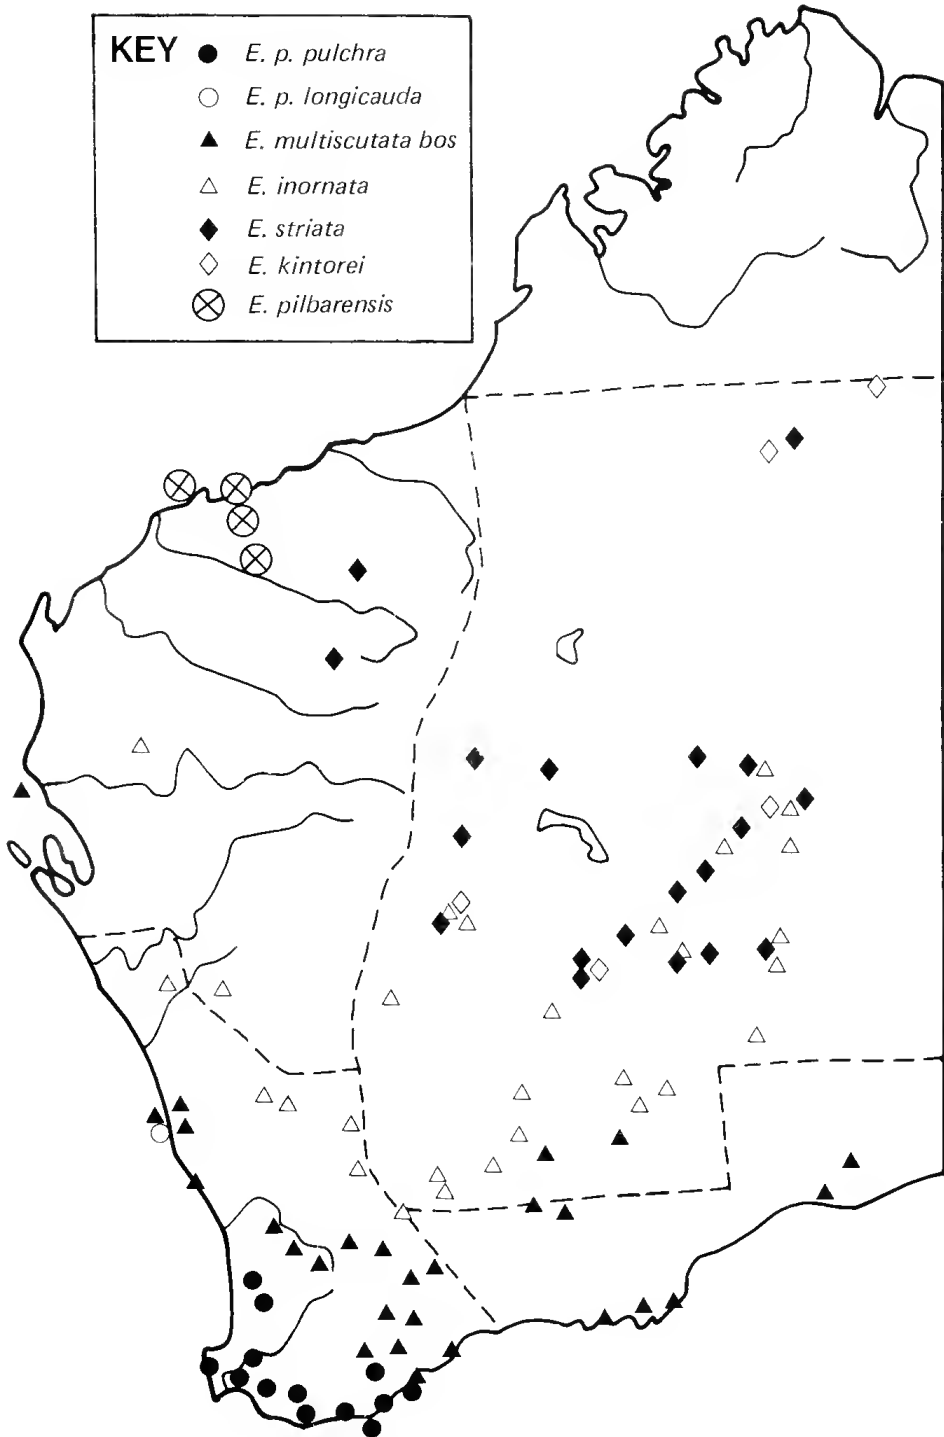 KEY
E. p. pulchra
E. p. longicauda
E. multiscutata bos
E. inornata
E. striata
E. kintorei
E. pilbarensis